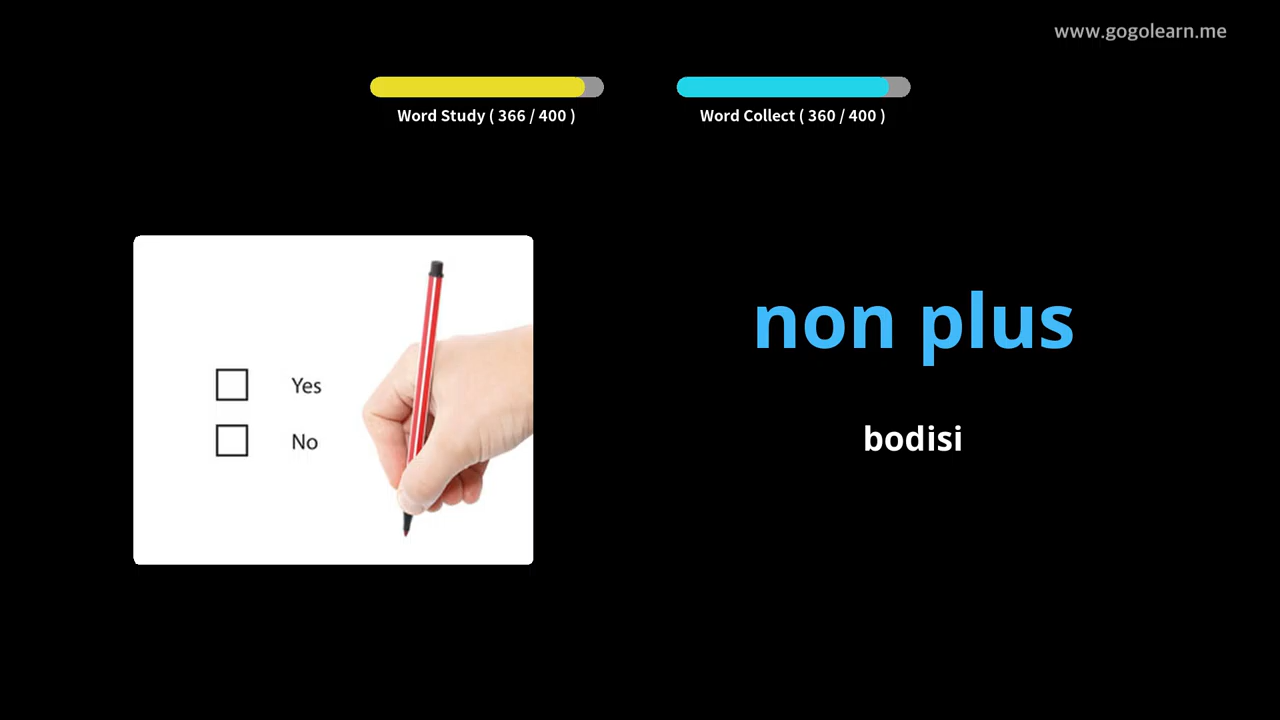 www.gogolearn.me
Word Study ( 366 / 400 )
Word Collect ( 360 / 400 )
Yes
No
non plus
bodisi